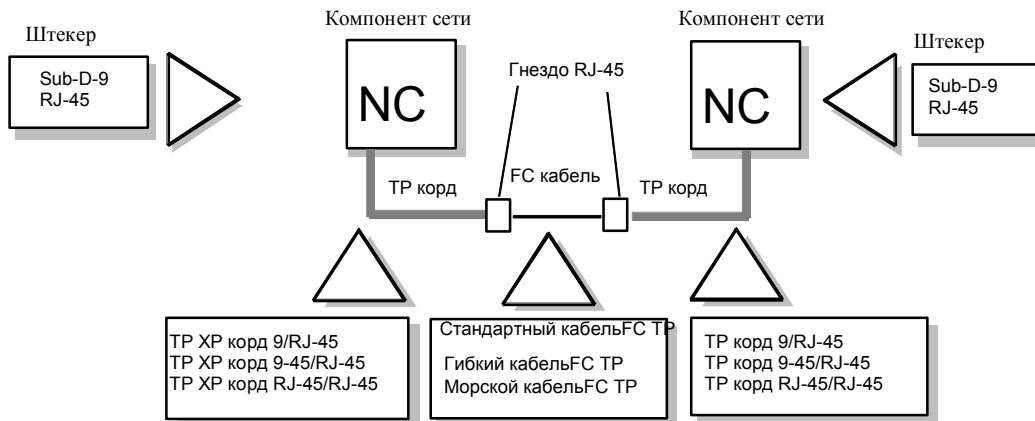 Компонент сети
Компонент сети
Штекер
Штекер
Sub-D-9
RJ-45
NC
Гнездо RJ-45
NC
Sub-D-9
RJ-45
TP корд
FC кабель
TP корд
TP XP корд 9/RJ-45
TP XP корд 9-45/RJ-45
TP XP корд RJ-45/RJ-45
Стандартный кабельFC TP
Гибкий кабельFC TP
Морской кабельFC TP
TP корд 9/RJ-45
TP корд 9-45/RJ-45
TP корд RJ-45/RJ-45